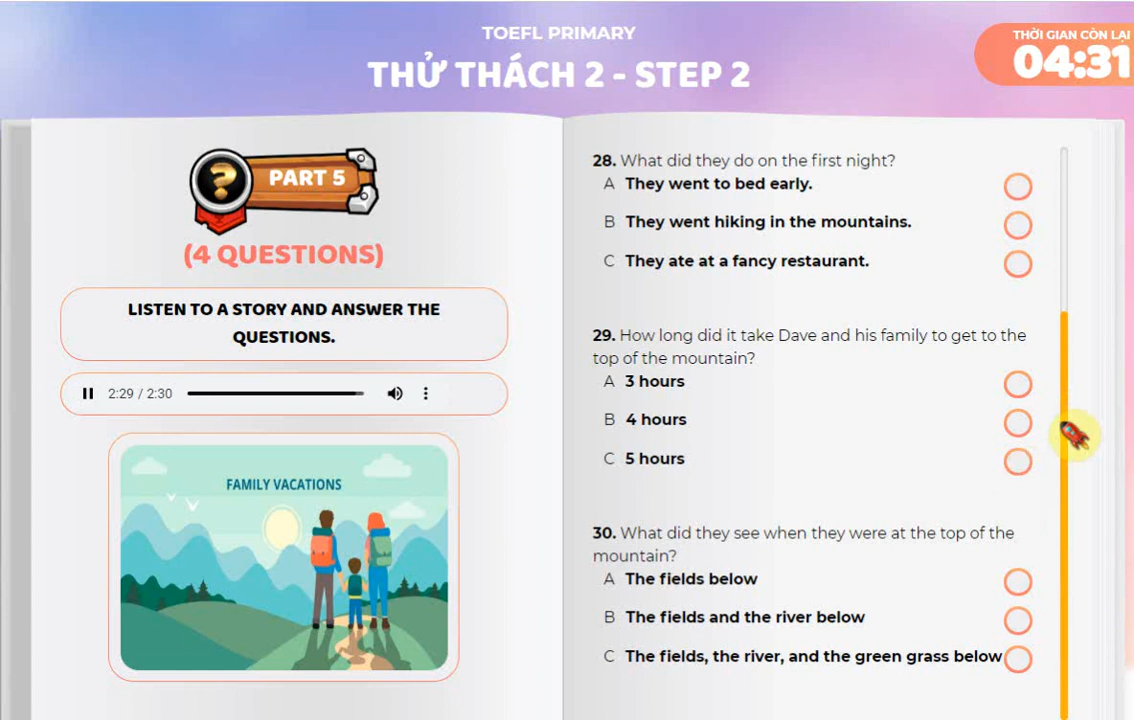 TOEFL PRIMARY
THỬ THÁCH 2 - STEP 2
THỜI GIAN CÒN LẠI
04:31
?
PART 5
(4 QUESTIONS)
LISTEN TO A STORY AND ANSWER THE
QUESTIONS.
2:29 / 2:30
FAMILY VACATIONS
28. What did they do on the first night?
A They went to bed early.
B They went hiking in the mountains.
C They ate at a fancy restaurant.
29. How long did it take Dave and his family to get to the
top of the mountain?
A 3 hours
B 4 hours
C 5 hours
30. What did they see when they were at the top of the
mountain?
A The fields below
B The fields and the river below
C The fields, the river, and the green grass below